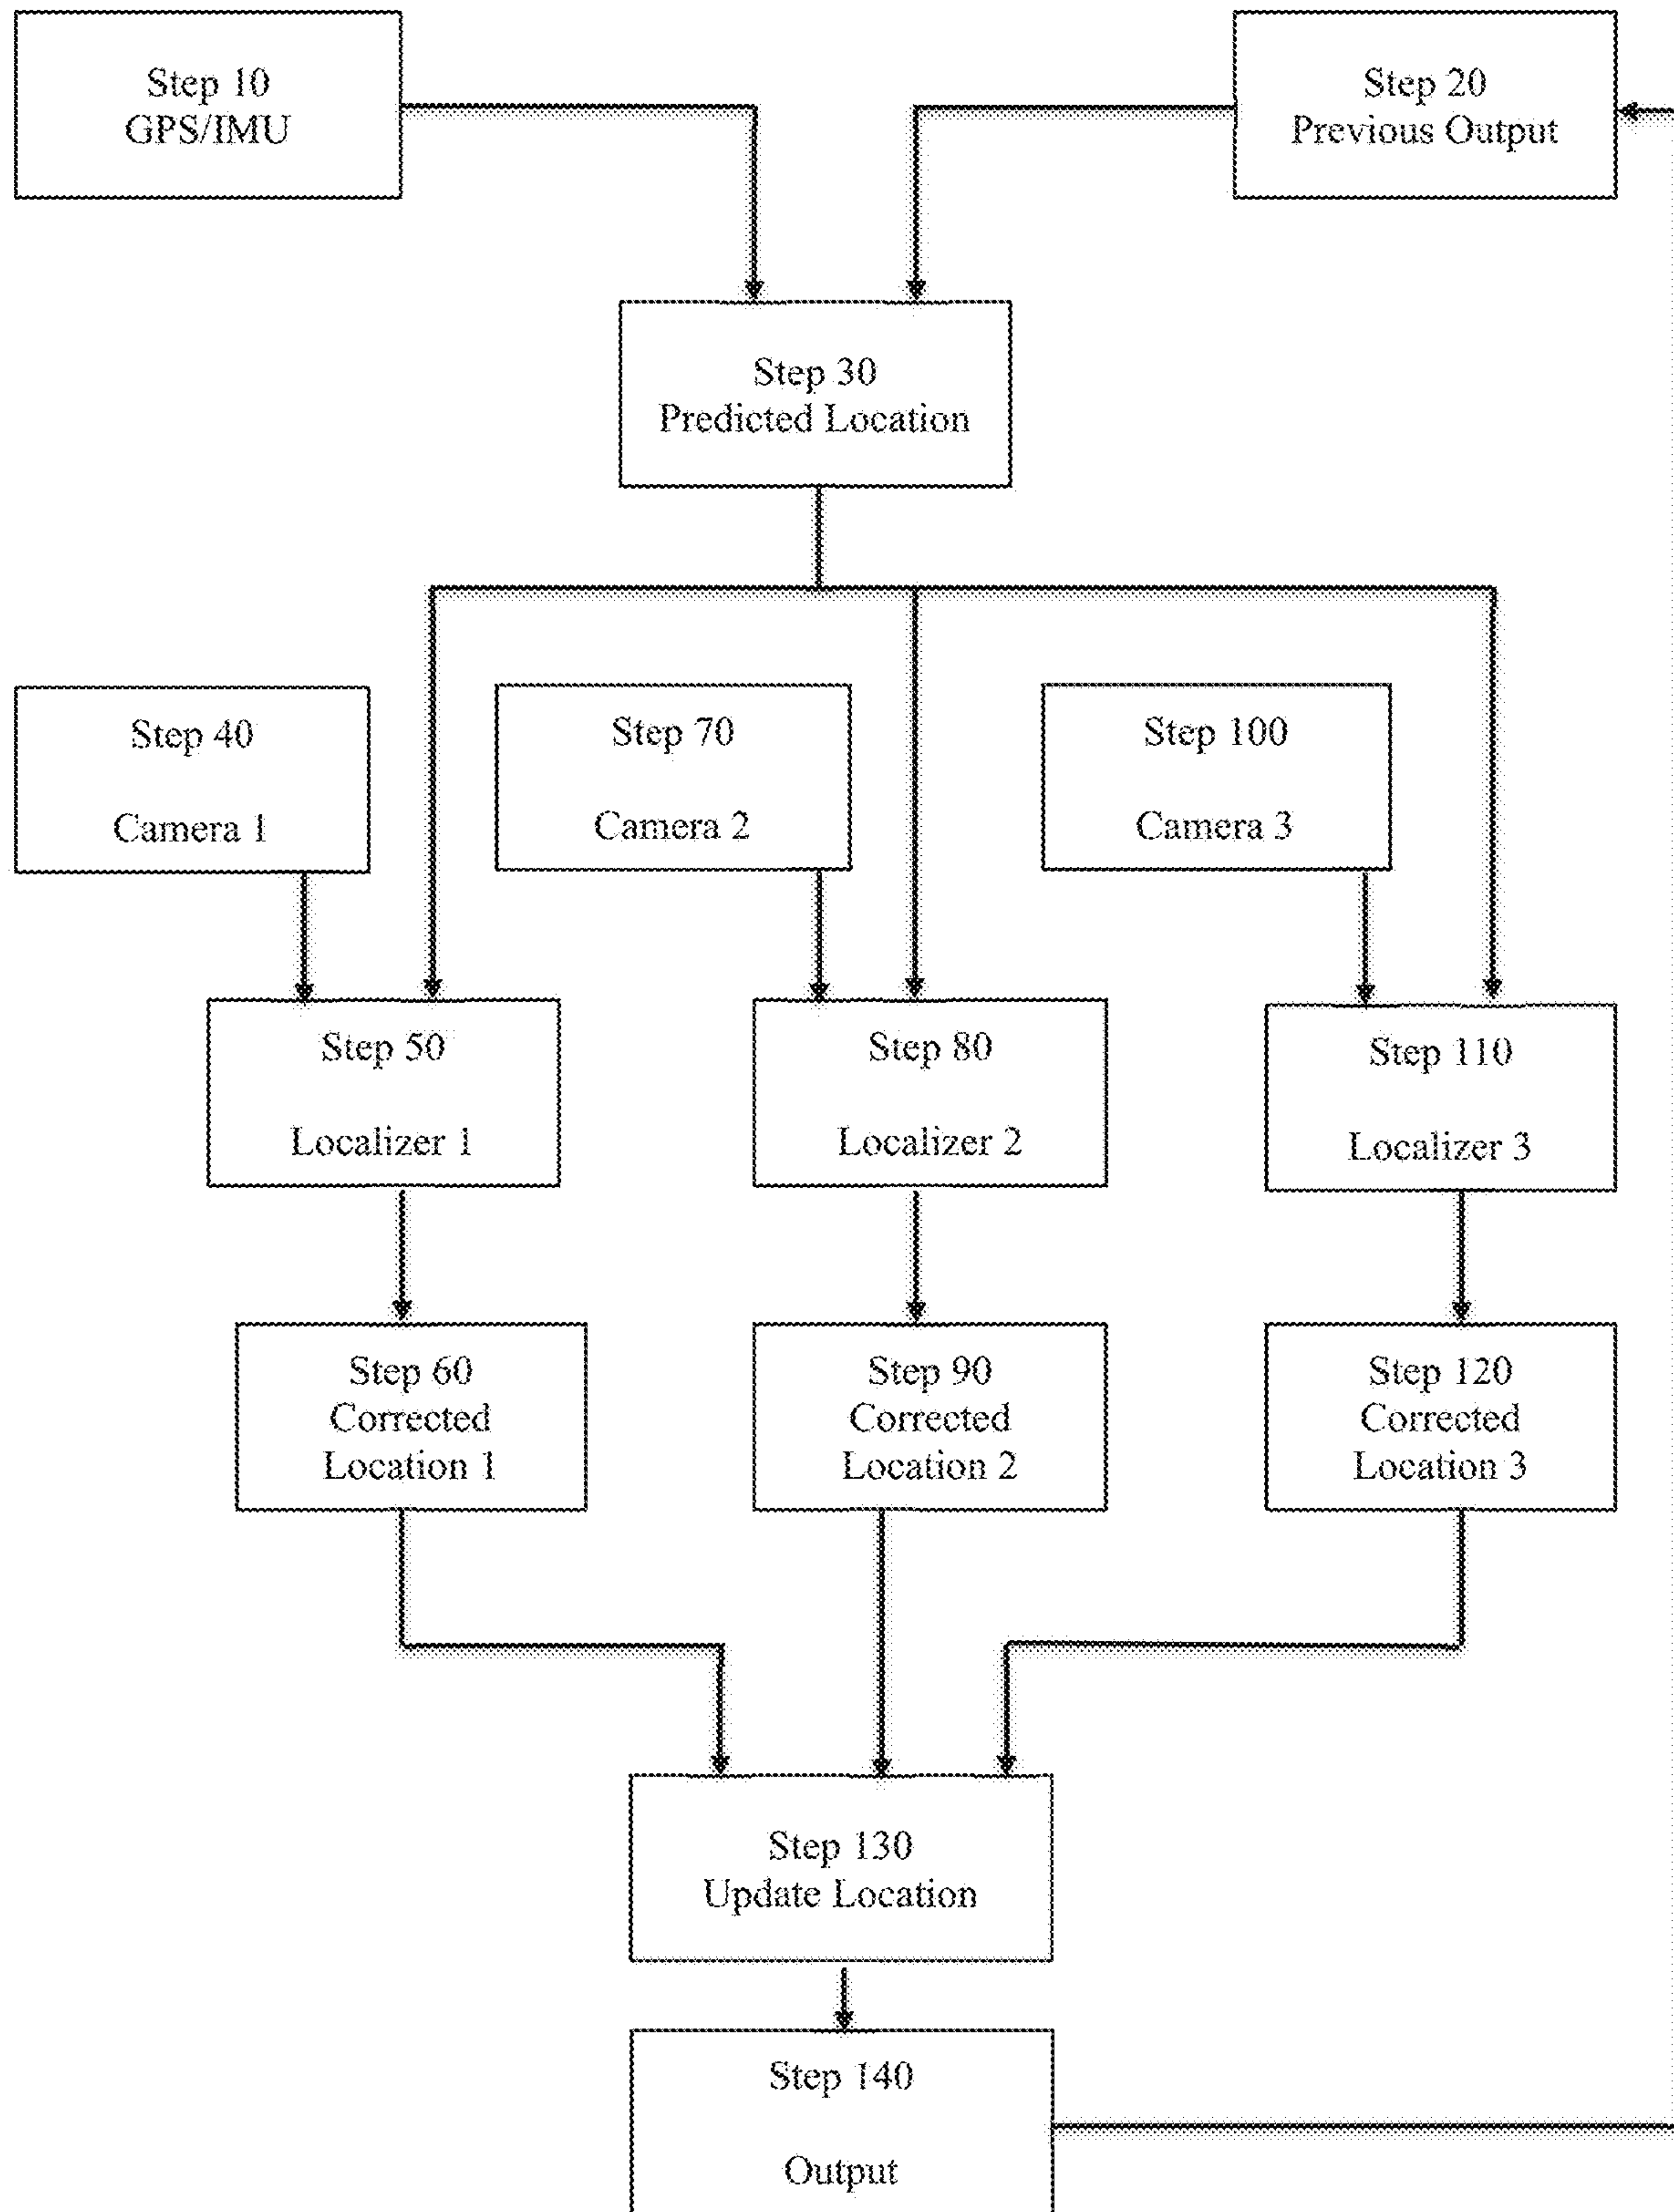 Step 10
GPS/IMU
Step 20
Previous Output
Step 30
Predicted Location
Step 40
Camera 1
Step 70
Camera 2
Step 100
Camera 3
Step 50
Localizer 1
Step 80
Localizer 2
Step 110
Localizer 3
Step 60
Corrected
Location 1
Step 90
Corrected
Location 2
Step 120
Corrected
Location 3
Step 130
Update Location
Step 140
Output